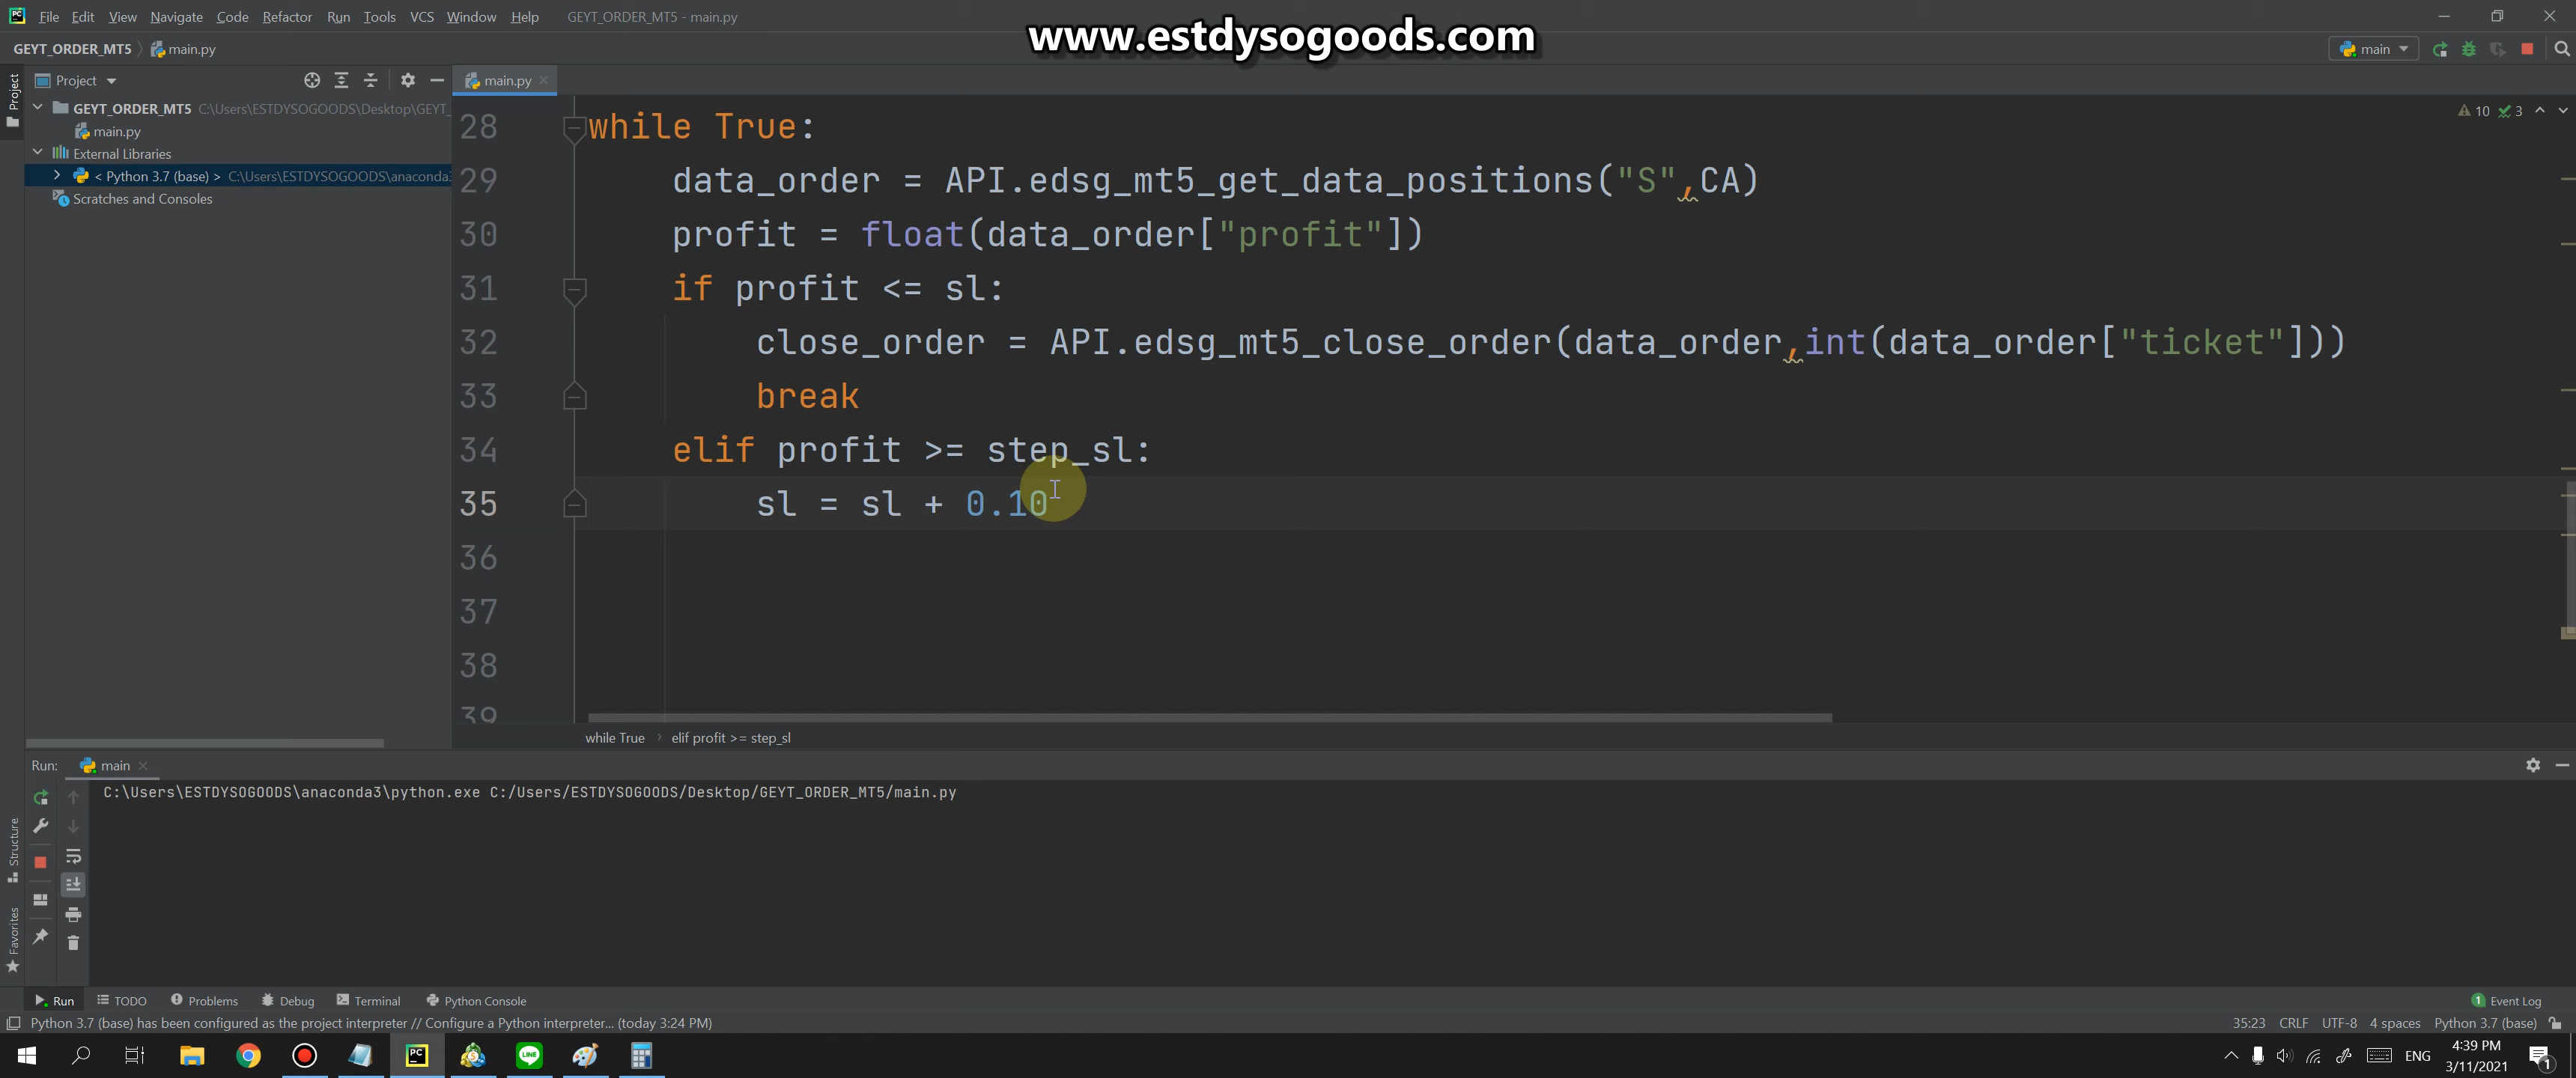 File Edit View Navigate Code Refactor Run Tools VCS Window Help GEYT_ORDER_MT5 - main.py
www.estdysogoods.com
GEYT_ORDER_MT5 main.py
main
Project
Project
main.py
GEYT_ORDER_MT5 C:\Users\ESTDYSOGOODS\Desktop\GEYT_
main.py
External Libraries
< Python 3.7 (base) > C:\Users\ESTDYSOGOODS\anaconda3
Scratches and Consoles
10 3
28 while True:
29 data_order = API.edsg_mt5_get_data_positions("S",CA)
30 profit = float(data_order["profit"])
31 if profit <= sl:
32 close_order = API.edsg_mt5_close_order(data_order,int(data_order["ticket"]))
33 break
34 elif profit >= step_sl:
35 sl = sl + 0.10
36
37
38
39
while True elif profit >= step_sl
Run: main
C:\Users\ESTDYSOGOODS\anaconda3\python.exe C:/Users/ESTDYSOGOODS/Desktop/GEYT_ORDER_MT5/main.py
Structure
Favorites
Run TODO Problems Debug Terminal Python Console
1 Event Log
Python 3.7 (base) has been configured as the project interpreter // Configure a Python interpreter... (today 3:24 PM)
35:23 CRLF UTF-8 4 spaces Python 3.7 (base)
PC
LINE
ENG
4:39 PM
3/11/2021
1